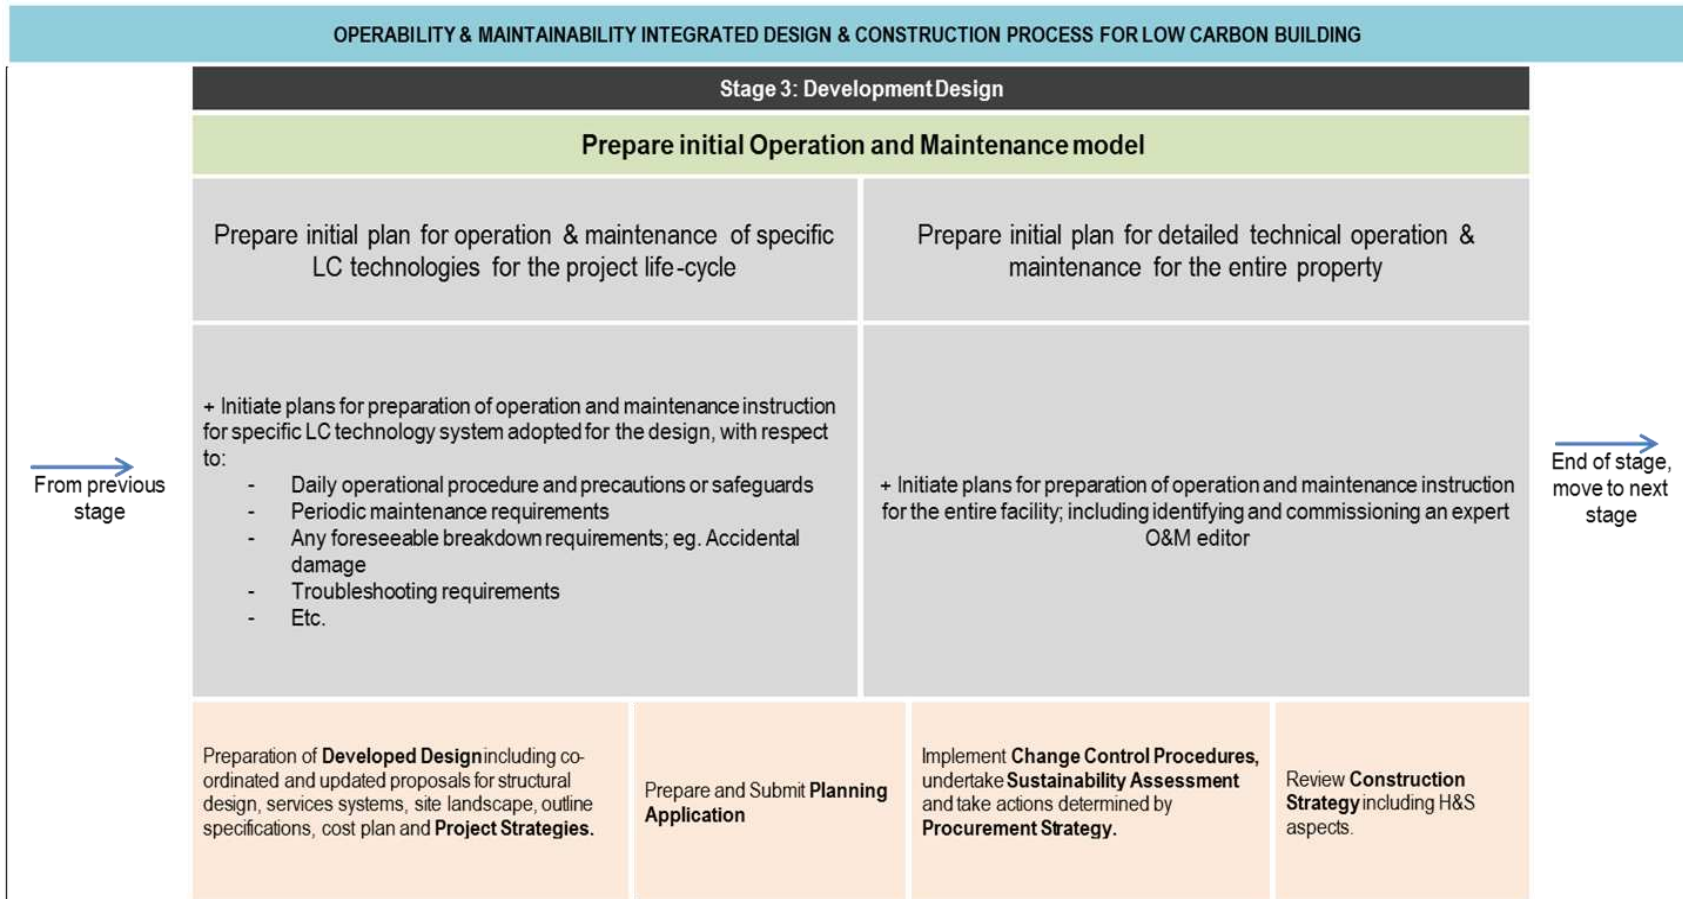 OPERABILITY & MAINTAINABILITY INTEGRATED DESIGN & CONSTRUCTION PROCESS FOR LOW CARBON BUILDING
Stage 3: Development Design
Prepare initial Operation and Maintenance model
Prepare initial plan for operation & maintenance of specific
LC technologies for the project life-cycle
Prepare initial plan for detailed technical operation &
maintenance for the entire property
From previous
stage
+ Initiate plans for preparation of operation and maintenance instruction
for specific LC technology system adopted for the design, with respect
to:
- Daily operational procedure and precautions or safeguards
- Periodic maintenance requirements
- Any foreseeable breakdown requirements; eg. Accidental
damage
- Troubleshooting requirements
- Etc.
+ Initiate plans for preparation of operation and maintenance instruction
for the entire facility; including identifying and commissioning an expert
O&M editor
End of stage,
move to next
stage
Preparation of Developed Design including co-
ordinated and updated proposals for structural
design, services systems, site landscape, outline
specifications, cost plan and Project Strategies.
Prepare and Submit Planning
Application
Implement Change Control Procedures,
undertake Sustainability Assessment
and take actions determined by
Procurement Strategy.
Review Construction
Strategy including H&S
aspects.